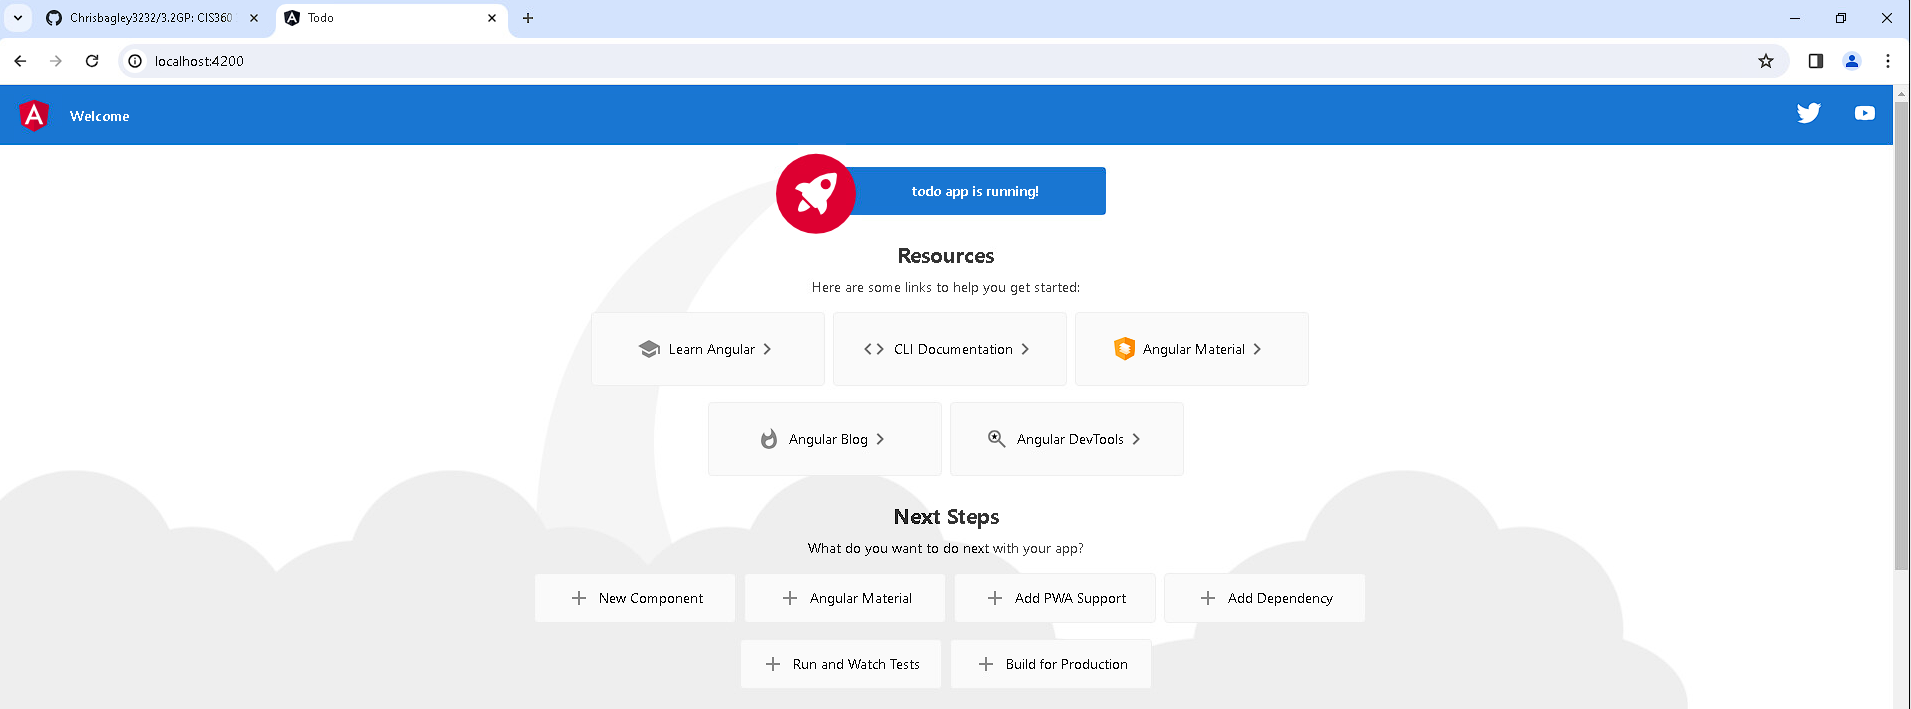 Chrisbagley3232/3.2GP: CIS360
Todo
localhost:4200
Welcome
todo app is running!
Resources
Here are some links to help you get started:
Learn Angular
CLI Documentation
Angular Material
Angular Blog
Angular DevTools
Next Steps
What do you want to do next with your app?
New Component
Angular Material
Add PWA Support
Add Dependency
Run and Watch Tests
Build for Production